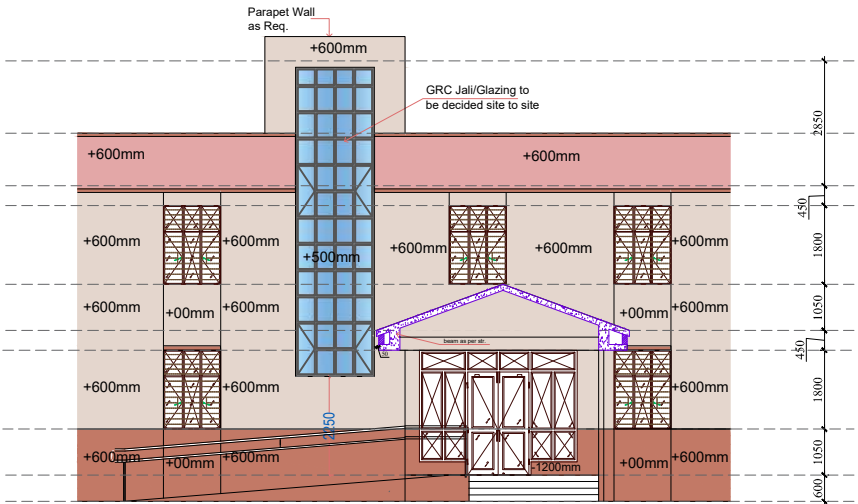 Parapet Wall
as Req.
+600mm
GRC Jali/Glazing to
be decided site to site
2850
+600mm
+600mm
450
+600mm
+600mm
+500mm
+600mm
+600mm
+600mm
1800
+600mm
+00mm
+600mm
+00mm
+600mm
1050
beam as per str.
450
+600mm
+600mm
+600mm
1800
2250
+600mm
+00mm
+600mm
-1200mm
+00mm
+600mm
1050
600